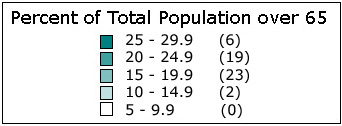 Percent of Total Population over 65
25 - 29.9 (6)
20 - 24.9 (19)
15 - 19.9 (23)
10 - 14.9 (2)
5 - 9.9 (0)